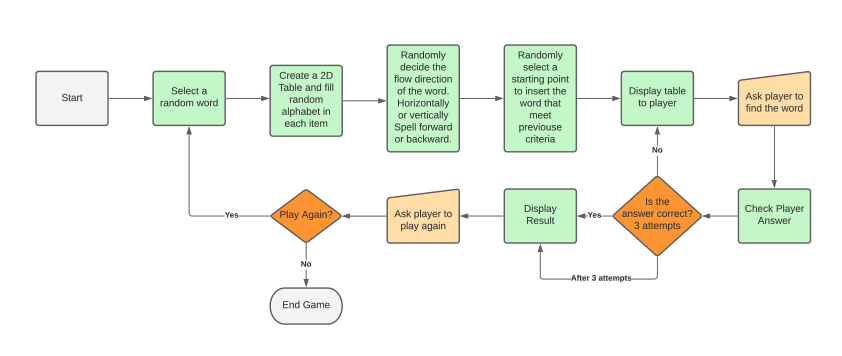 Start
Select a
random word
Create a 2D
Table and fill
random
alphabet in
each item
Randomly
decide the
flow direction
of the word.
Horizontally
or vertically
Spell forward
or backward.
Randomly
select a
starting point
to insert the
word that
meet
previouse
criteria
Display table
to player
Ask player to
find the word
No
Play Again?
Yes
Ask player to
play again
Display
Result
Yes
Is the
answer correct?
3 attempts
Check Player
Answer
No
After 3 attempts
End Game